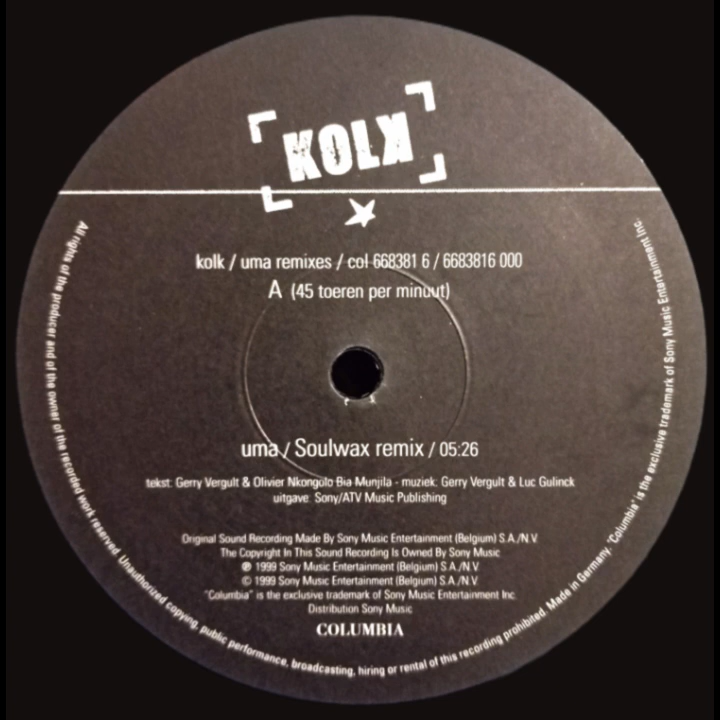 KOLK
kolk / uma remixes / col 668381 6 / 6683816 000
A (45 toeren per minuut)
uma / Soulwax remix / 05:26
tekst: Gerry Vergult & Olivier Nkongolo Bia Munjila - muziek: Gerry Vergult & Luc Gulinck
uitgave: Sony/ATV Music Publishing
Original Sound Recording Made By Sony Music Entertainment (Belgium) S.A./N.V
The Copyright In This Sound Recording Is Owned By Sony Music
℗ 1999 Sony Music Entertainment (Belgium) S.A./N.V
© 1999 Sony Music Entertainment (Belgium) S.A./N.V
"Columbia" is the exclusive trademark of Sony Music Entertainment Inc.
Distribution Sony Music
COLUMBIA
All rights of the producer and of the owner of the recorded work reserved. Unauthorized copying, public performance, broadcasting, hiring or rental of this recording prohibited. Made in Germany. "Columbia" is the exclusive trademark of Sony Music Entertainment Inc.